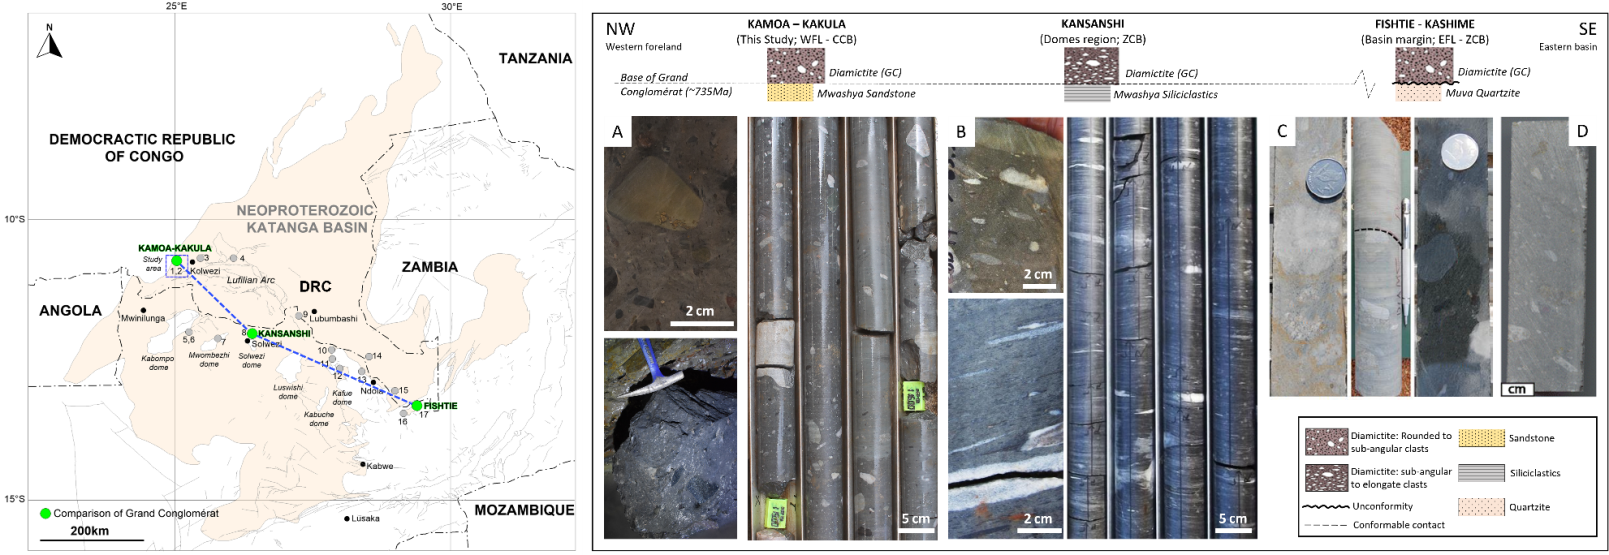 25°E
30°E
N
TANZANIA
DEMOCRACTIC REPUBLIC
OF CONGO
10°S
NEOPROTEROZOIC
KATANGA BASIN
KAMOA-KAKULA
Study
area
1,2
3
4
Kolwezi
Lufilian Arc
ZAMBIA
DRC
ANGOLA
Mwinilunga
9
Lubumbashi
8
KANSANSHI
Solwezi
5,6
7
Kabompo
dome
Mwombezhi
dome
Solwezi
dome
10
11
12
13
14
Luswishi
dome
Kafue
dome
Ndola
15
Kabuche
dome
FISHTIE
16
17
Kabwe
15°S
MOZAMBIQUE
Comparison of Grand Conglomérat
200km
Lusaka
NW
Western foreland
KAMOA – KAKULA
(This Study; WFL - CCB)
KANSANSHI
(Domes region; ZCB)
FISHTIE - KASHIME
(Basin margin; EFL - ZCB)
SE
Eastern basin
Base of Grand
Conglomérat (~735Ma)
Diamictite (GC)
Mwashya Sandstone
Diamictite (GC)
Mwashya Siliciclastics
Diamictite (GC)
Muva Quartzite
A
B
C
D
2 cm
2 cm
2 cm
5 cm
5 cm
cm
Diamictite: Rounded to
sub-angular clasts
Diamictite: sub-angular
to elongate clasts
Unconformity
Conformable contact
Sandstone
Siliciclastics
Quartzite